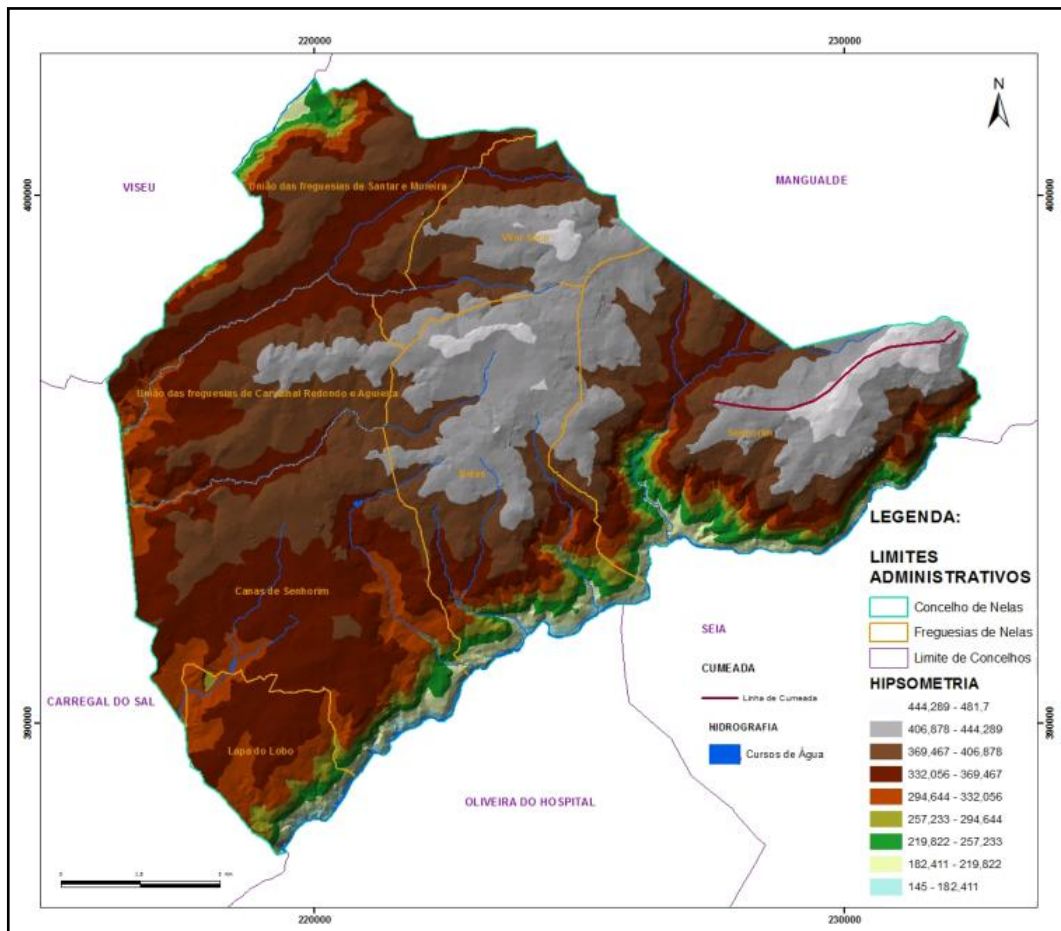 220000
230000
N
VISEU
MANGUALDE
400000
400000
União das freguesias de Santar e Moreira
Vilar Seco
União das freguesias de Carvalhal Redondo e Aguieira
Senhorim
Nelas
Canas de Senhorim
SEIA
CARREGAL DO SAL
Lapa do Lobo
OLIVEIRA DO HOSPITAL
390000
390000
CUMEADA
Linha de Cumeada
HIDROGRAFIA
Cursos de Água
LEGENDA:
LIMITES
ADMINISTRATIVOS
Concelho de Nelas
Freguesias de Nelas
Limite de Concelhos
HIPSOMETRIA
444,289 - 481,7
406,878 - 444,289
369,467 - 406,878
332,056 - 369,467
294,644 - 332,056
257,233 - 294,644
219,822 - 257,233
182,411 - 219,822
145 - 182,411
220000
230000